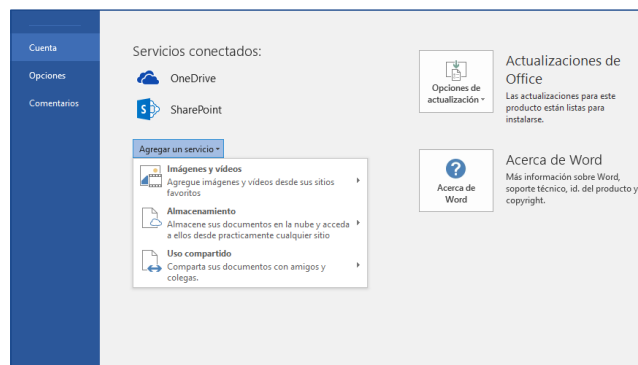 Cuenta
Opciones
Comentarios
Servicios conectados:
OneDrive
SharePoint
Agregar un servicio
Imágenes y vídeos
Agregue imágenes y vídeos desde sus sitios
favoritos
Almacenamiento
Almacene sus documentos en la nube y acceda
a ellos desde practicamente cualquier sitio
Uso compartido
Comparta sus documentos con amigos y
colegas.
Opciones de
actualización
Actualizaciones de
Office
Las actualizaciones para este
producto están listas para
instalarse.
Acerca de
Word
Acerca de Word
Más información sobre Word,
soporte técnico, id. del producto y
copyright.